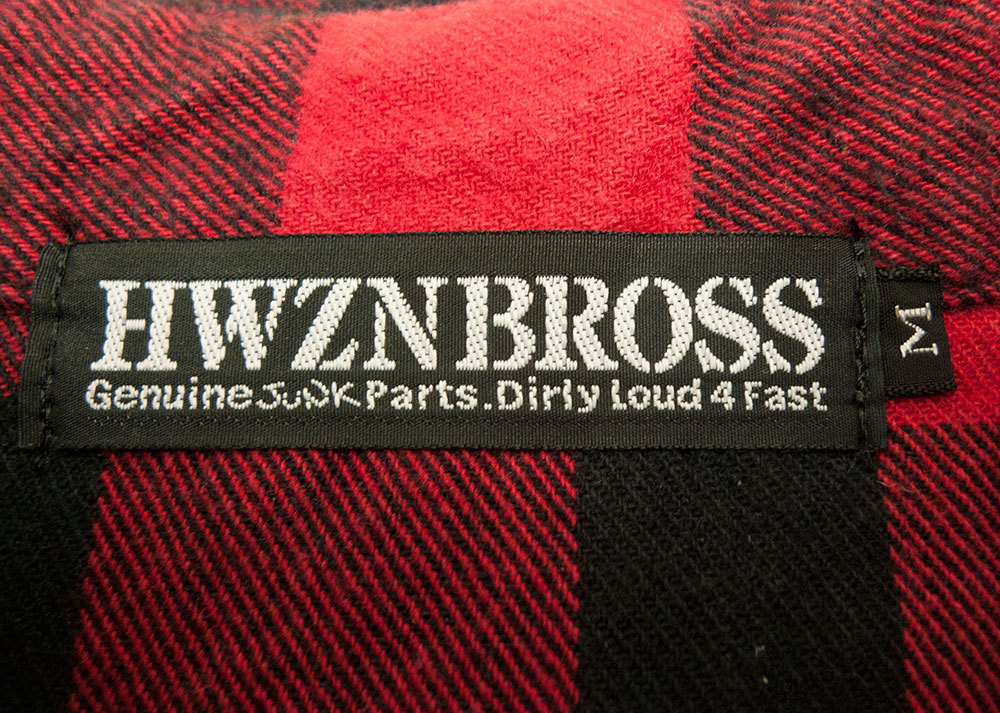 HWZNBROSS
Genuine JuNK Parts.Dirly Loud 4 Fast
M